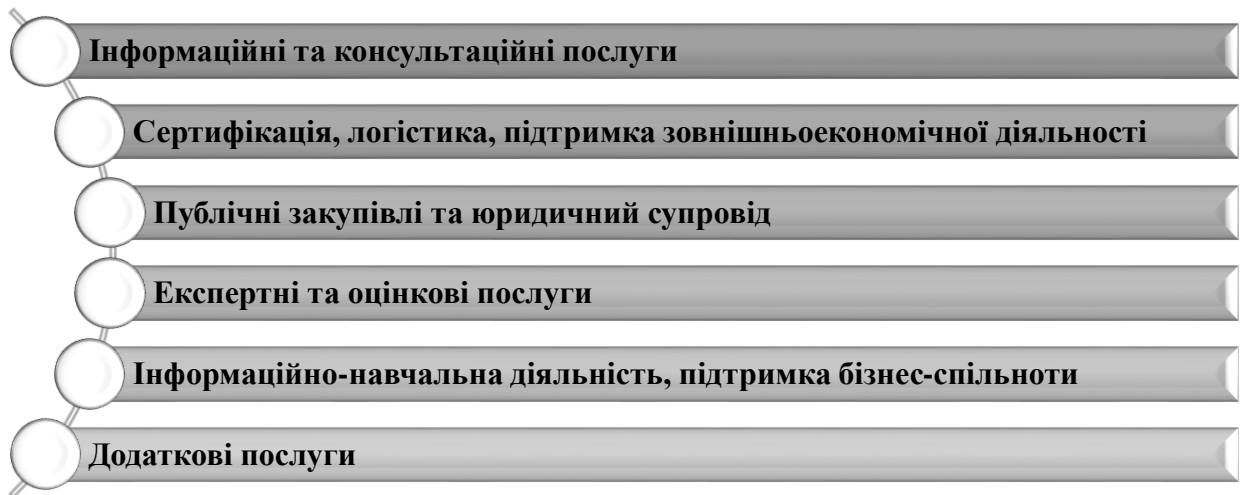 Інформаційні та консультаційні послуги
Сертифікація, логістика, підтримка зовнішньоекономічної діяльності
Публічні закупівлі та юридичний супровід
Експертні та оцінкові послуги
Інформаційно-навчальна діяльність, підтримка бізнес-спільноти
Додаткові послуги